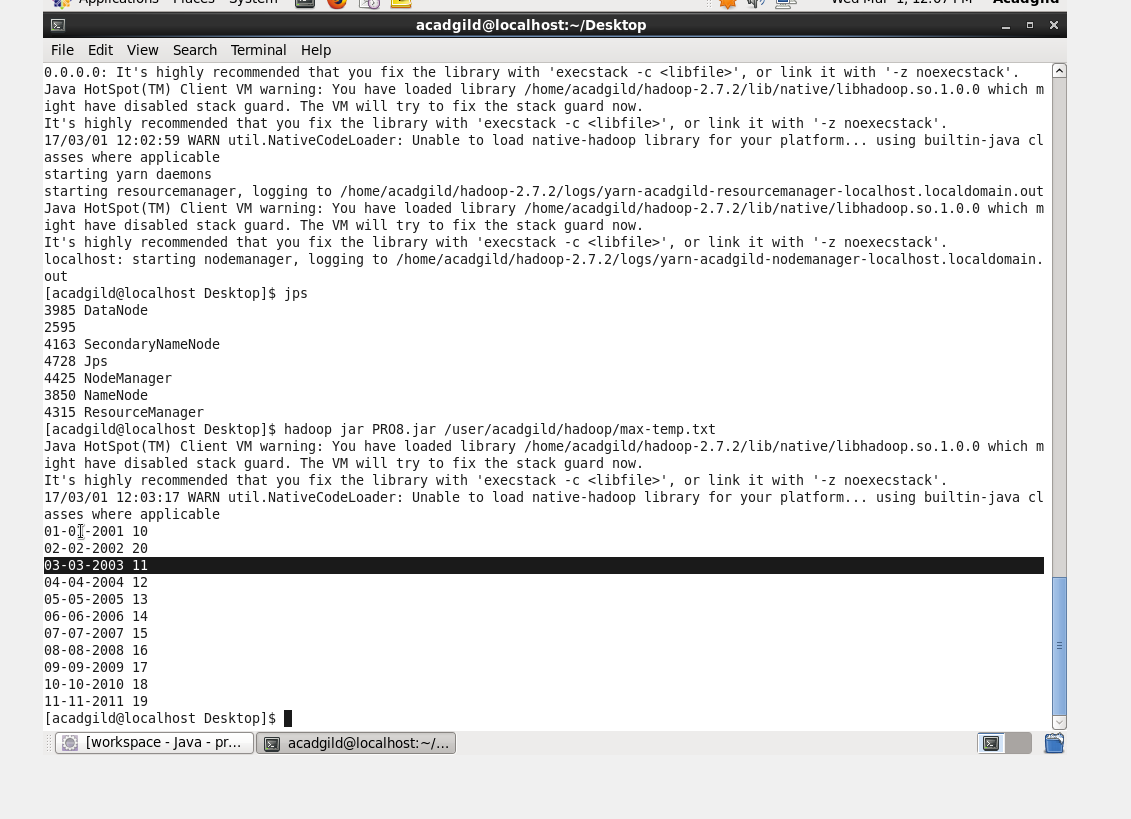 Applications Places System Wed Mar 1, 12:07 PM Acadgild
acadgild@localhost:~/Desktop
File Edit View Search Terminal Help
0.0.0.0: It's highly recommended that you fix the library with 'execstack -c <libfile>', or link it with '-z noexecstack'.
Java HotSpot(TM) Client VM warning: You have loaded library /home/acadgild/hadoop-2.7.2/lib/native/libhadoop.so.1.0.0 which m
ight have disabled stack guard. The VM will try to fix the stack guard now.
It's highly recommended that you fix the library with 'execstack -c <libfile>', or link it with '-z noexecstack'.
17/03/01 12:02:59 WARN util.NativeCodeLoader: Unable to load native-hadoop library for your platform... using builtin-java cl
asses where applicable
starting yarn daemons
starting resourcemanager, logging to /home/acadgild/hadoop-2.7.2/logs/yarn-acadgild-resourcemanager-localhost.localdomain.out
Java HotSpot(TM) Client VM warning: You have loaded library /home/acadgild/hadoop-2.7.2/lib/native/libhadoop.so.1.0.0 which m
ight have disabled stack guard. The VM will try to fix the stack guard now.
It's highly recommended that you fix the library with 'execstack -c <libfile>', or link it with '-z noexecstack'.
localhost: starting nodemanager, logging to /home/acadgild/hadoop-2.7.2/logs/yarn-acadgild-nodemanager-localhost.localdomain.
out
[acadgild@localhost Desktop]$ jps
3985 DataNode
2595
4163 SecondaryNameNode
4728 Jps
4425 NodeManager
3850 NameNode
4315 ResourceManager
[acadgild@localhost Desktop]$ hadoop jar PRO8.jar /user/acadgild/hadoop/max-temp.txt
Java HotSpot(TM) Client VM warning: You have loaded library /home/acadgild/hadoop-2.7.2/lib/native/libhadoop.so.1.0.0 which m
ight have disabled stack guard. The VM will try to fix the stack guard now.
It's highly recommended that you fix the library with 'execstack -c <libfile>', or link it with '-z noexecstack'.
17/03/01 12:03:17 WARN util.NativeCodeLoader: Unable to load native-hadoop library for your platform... using builtin-java cl
asses where applicable
01-01-2001 10
02-02-2002 20
03-03-2003 11
04-04-2004 12
05-05-2005 13
06-06-2006 14
07-07-2007 15
08-08-2008 16
09-09-2009 17
10-10-2010 18
11-11-2011 19
[acadgild@localhost Desktop]$
[workspace - Java - pr... acadgild@localhost:~/...